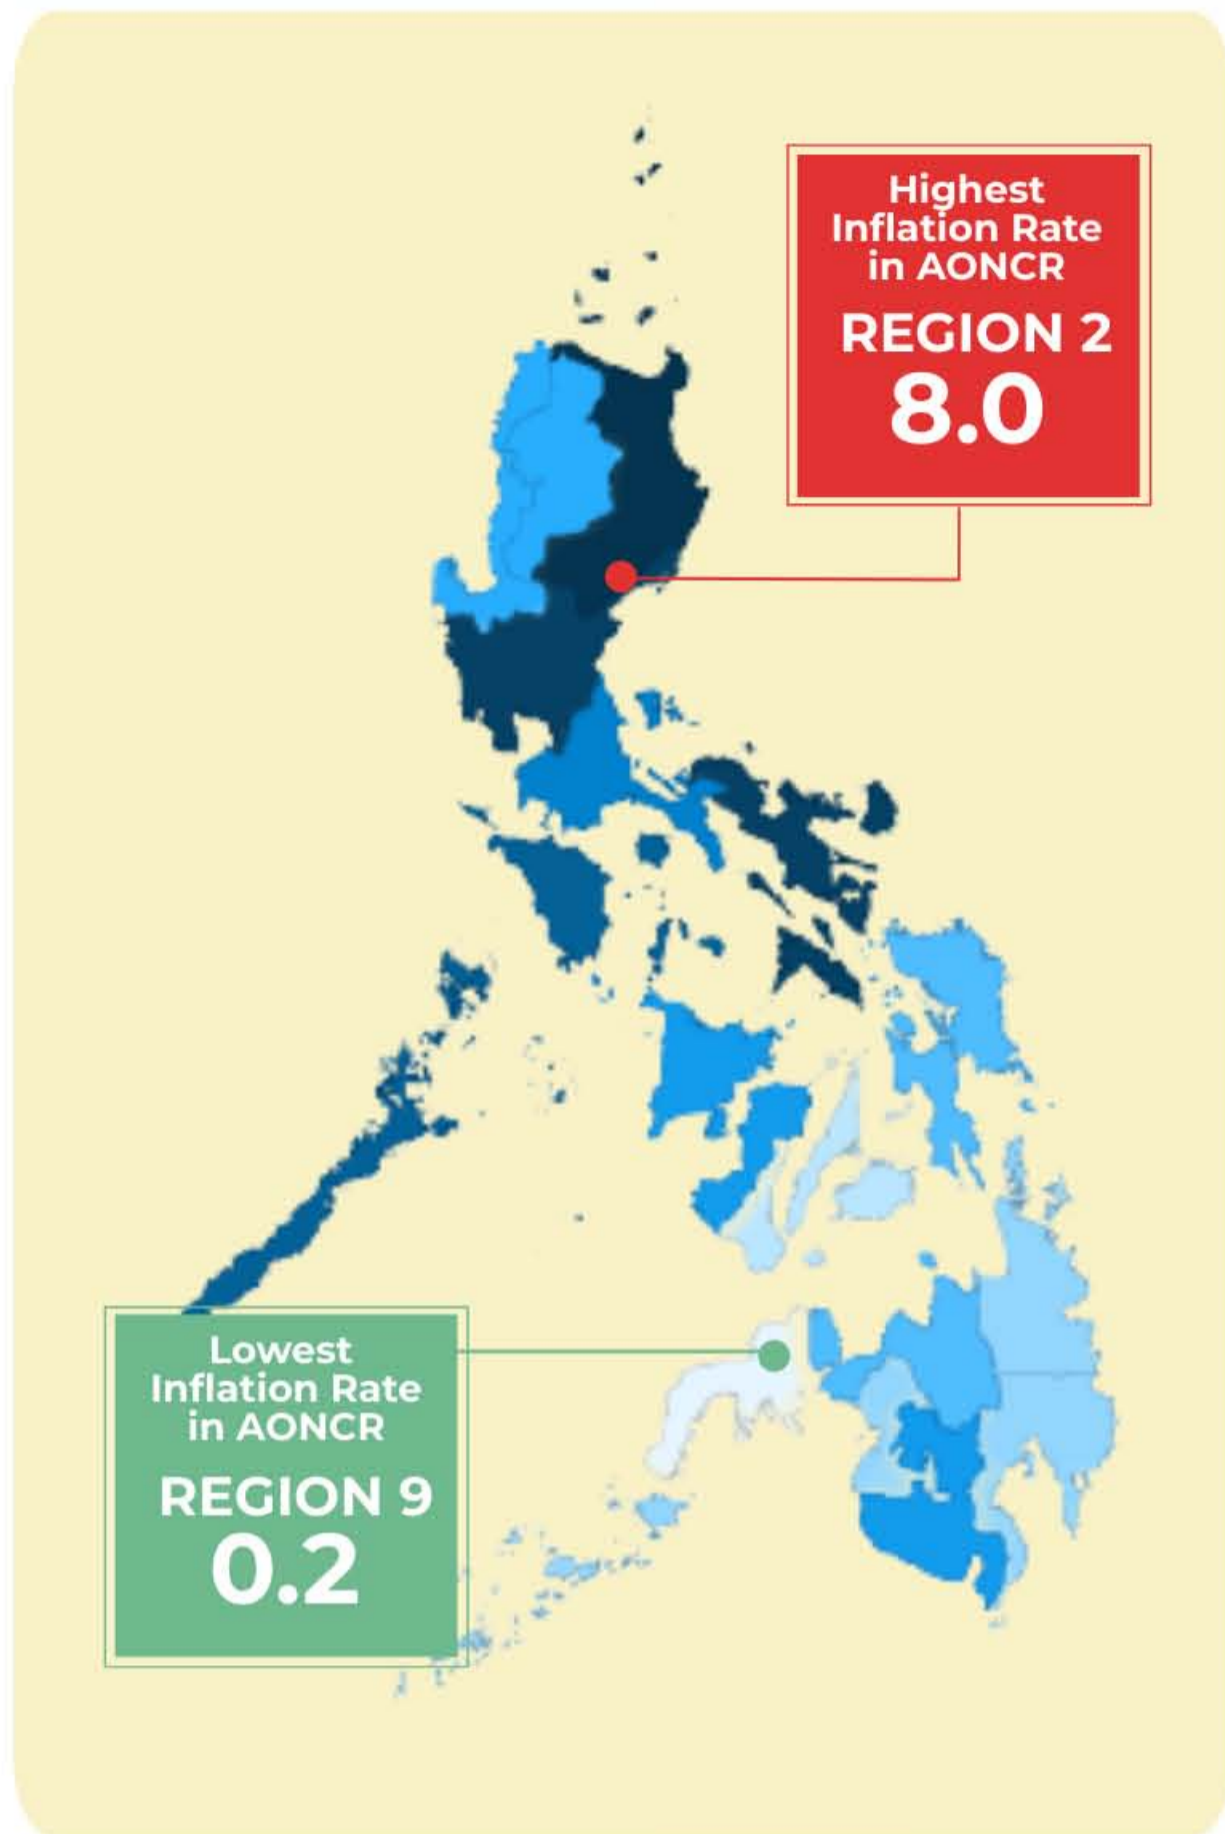 Highest
Inflation Rate
in AONCR
REGION 2
8.0
Lowest
Inflation Rate
in AONCR
REGION 9
0.2